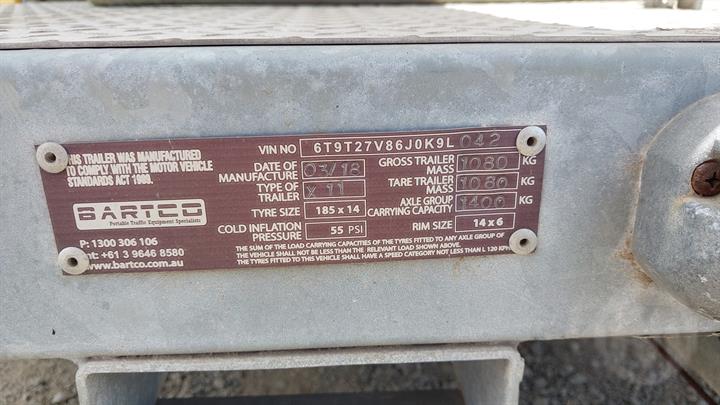 THIS TRAILER WAS MANUFACTURED
TO COMPLY WITH THE MOTOR VEHICLE
STANDARDS ACT 1989.
BARTCO
Portable Traffic Equipment Specialists
P: 1300 306 106
Int: +61 3 9646 8580
www.bartco.com.au
VIN NO 6T9T27V86J0K9L 042
DATE OF MANUFACTURE 03/18
GROSS TRAILER MASS 1080 KG
TYPE OF TRAILER X 11
TARE TRAILER MASS 1080 KG
TYRE SIZE 185 x 14
AXLE GROUP CARRYING CAPACITY 1400 KG
COLD INFLATION PRESSURE 55 PSI
RIM SIZE 14 x 6
THE SUM OF THE LOAD CARRYING CAPACITIES OF THE TYRES FITTED TO ANY AXLE GROUP OF
THE VEHICLE SHALL NOT BE LESS THAN THE RELEVANT LOAD SHOWN ABOVE.
THE TYRES FITTED TO THIS VEHICLE SHALL HAVE A SPEED CATEGORY NOT LESS THAN L 120 KPH